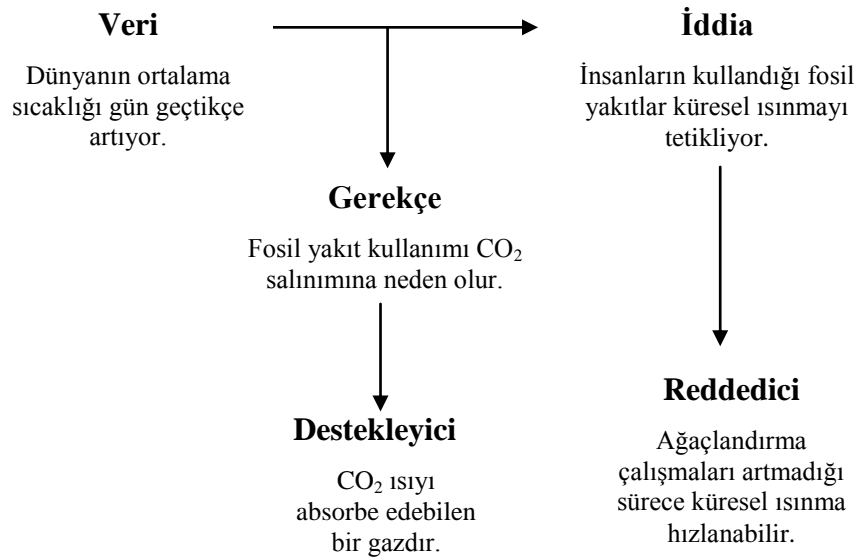 Veri
Dünyanın ortalama
sıcaklığı gün geçtikçe
artıyor.
İddia
İnsanların kullandığı fosil
yakıtlar küresel ısınmayı
tetikliyor.
Gerekçe
Fosil yakıt kullanımı CO₂
salınımına neden olur.
Destekleyici
CO₂ ısıyı
absorbe edebilen
bir gazdır.
Reddedici
Ağaçlandırma
çalışmaları artmadığı
sürece küresel ısınma
hızlanabilir.